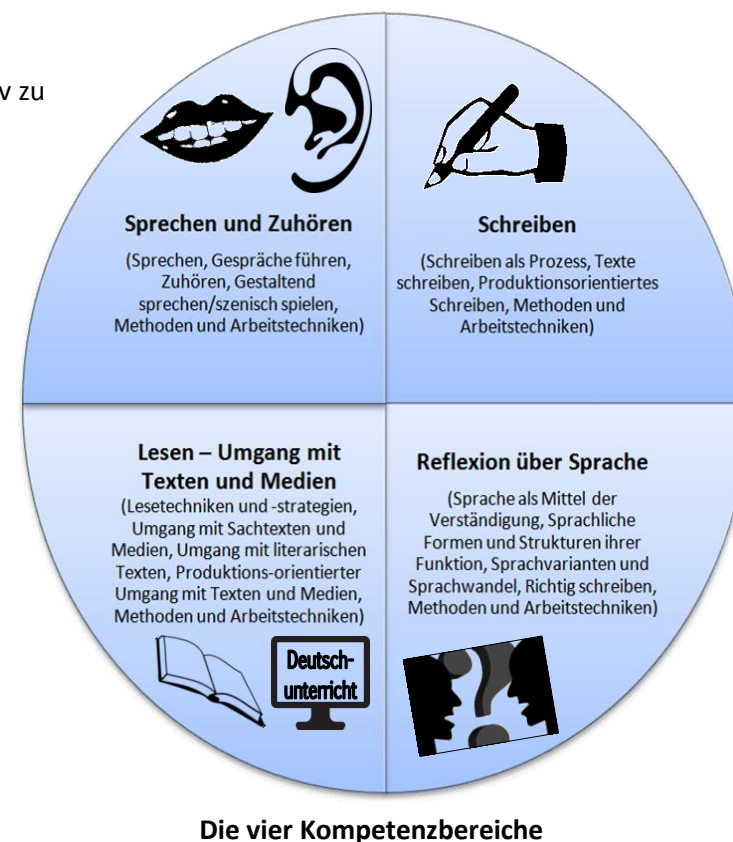 v zu
Sprechen und Zuhören
(Sprechen, Gespräche führen,
Zuhören, Gestaltend
sprechen/szenisch spielen,
Methoden und Arbeitstechniken)
Schreiben
(Schreiben als Prozess, Texte
schreiben, Produktionsorientiertes
Schreiben, Methoden und
Arbeitstechniken)
Lesen – Umgang mit
Texten und Medien
(Lesetechniken und -strategien,
Umgang mit Sachtexten und
Medien, Umgang mit literarischen
Texten, Produktions-orientierter
Umgang mit Texten und Medien,
Methoden und Arbeitstechniken)
Deutsch-
unterricht
Reflexion über Sprache
(Sprache als Mittel der
Verständigung, Sprachliche
Formen und Strukturen ihrer
Funktion, Sprachvarianten und
Sprachwandel, Richtig schreiben,
Methoden und Arbeitstechniken)
Die vier Kompetenzbereiche